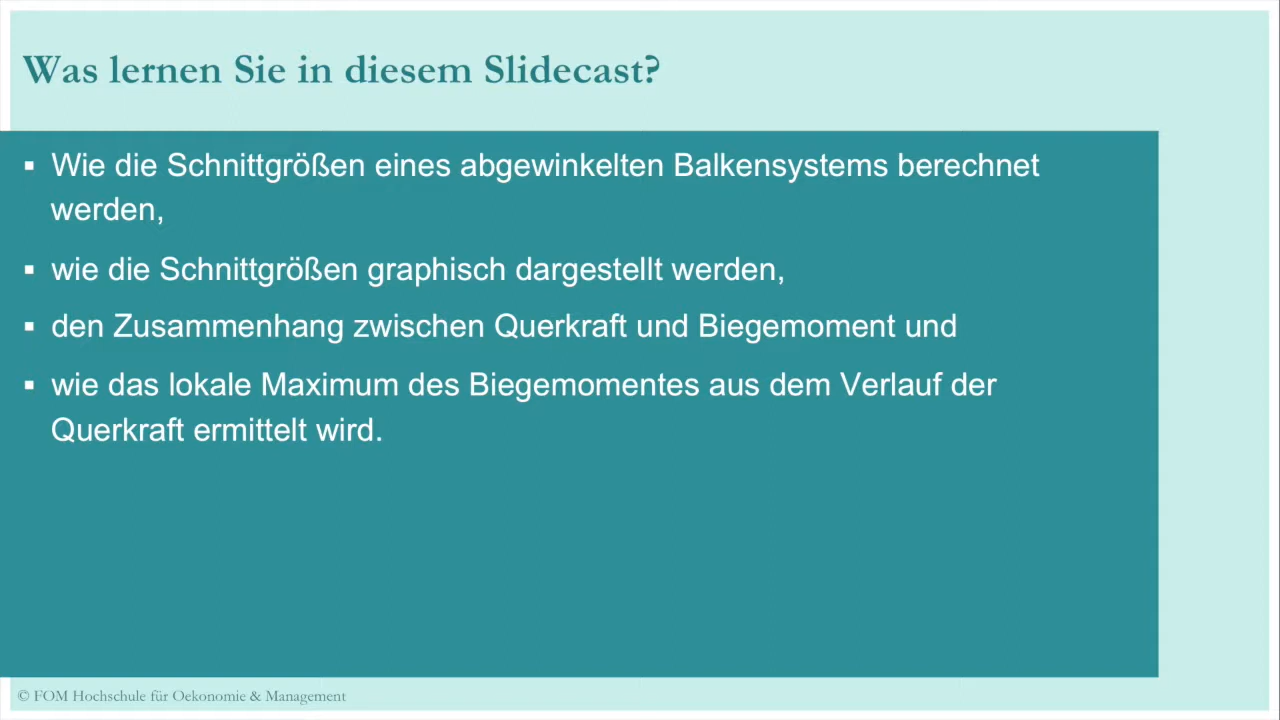 Was lernen Sie in diesem Slidecast?
▪ Wie die Schnittgrößen eines abgewinkelten Balkensystems berechnet
werden,
▪ wie die Schnittgrößen graphisch dargestellt werden,
▪ den Zusammenhang zwischen Querkraft und Biegemoment und
▪ wie das lokale Maximum des Biegemomentes aus dem Verlauf der
Querkraft ermittelt wird.
© FOM Hochschule für Oekonomie & Management